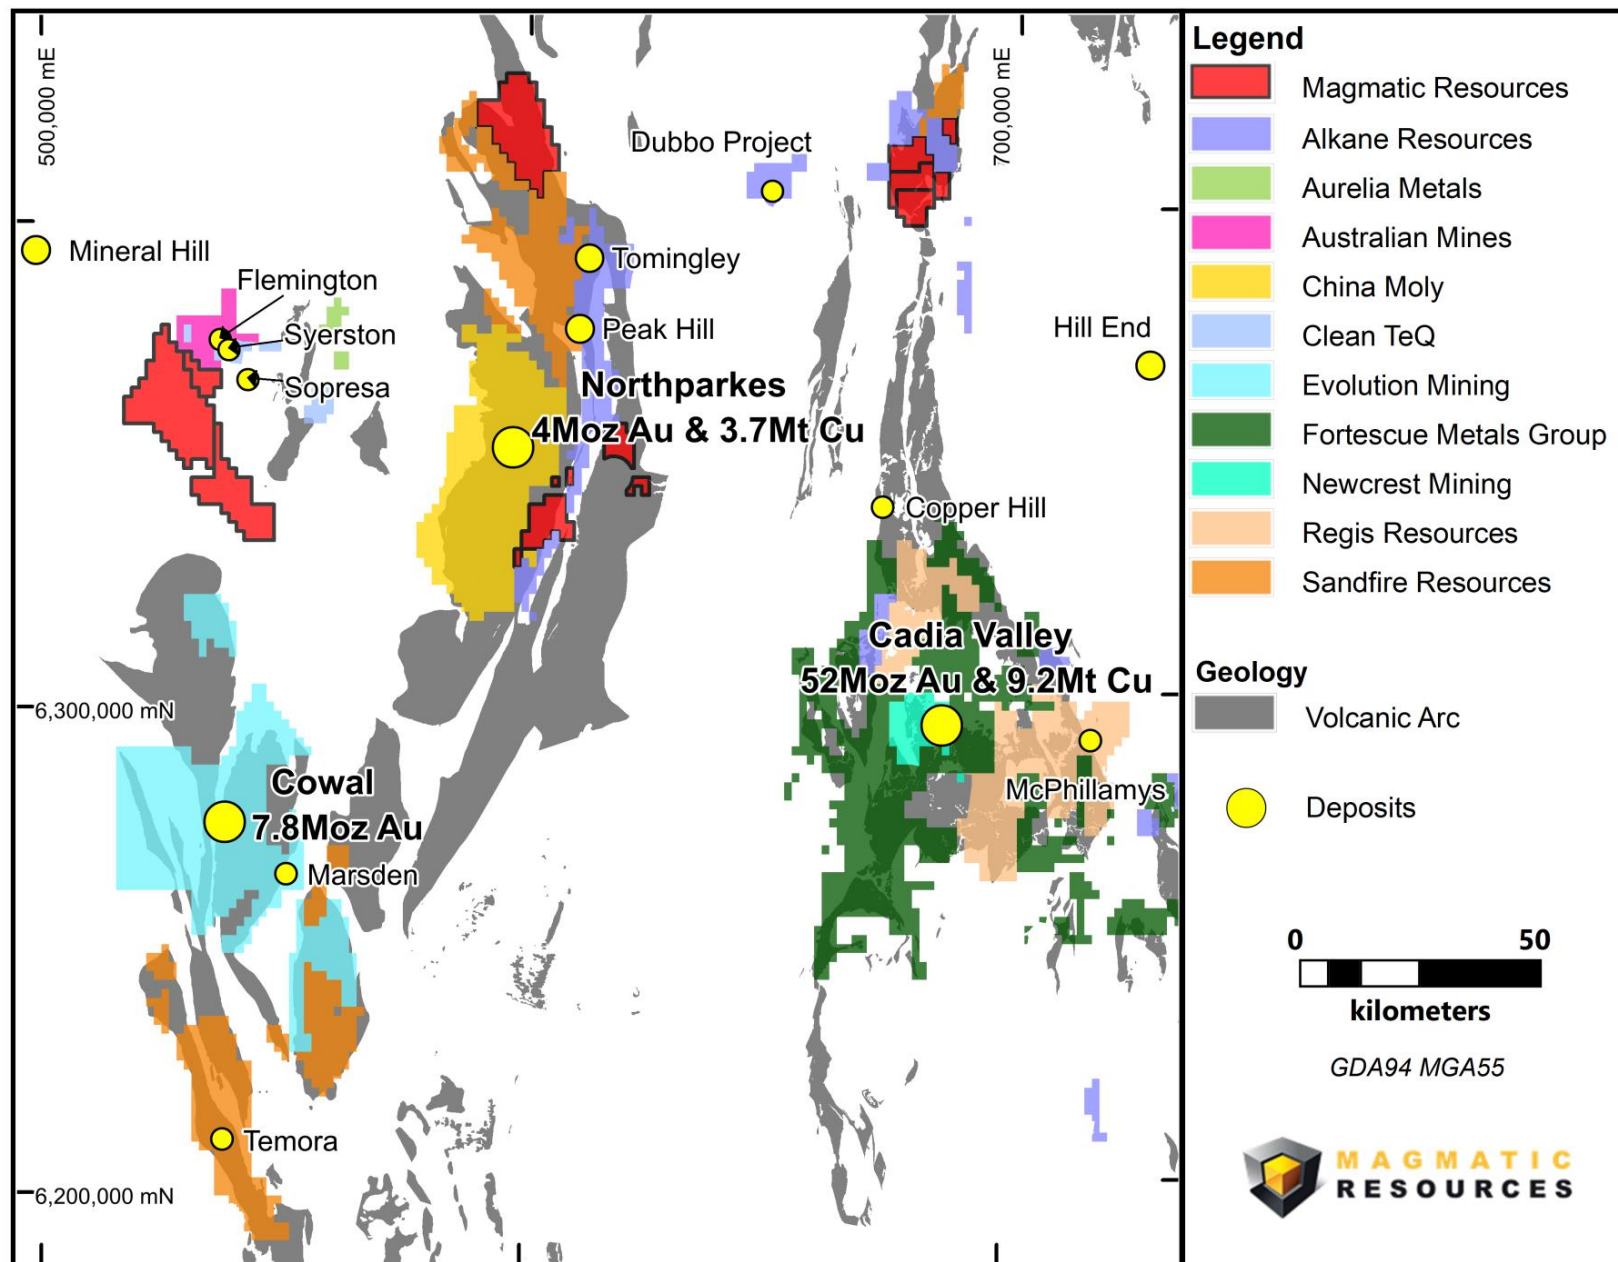 500,000 mE
700,000 mE
Dubbo Project
Mineral Hill
Flemington
Tomingley
Syerston
Peak Hill
Hill End
Sopresa
Northparkes
4Moz Au & 3.7Mt Cu
Copper Hill
Cadia Valley
52Moz Au & 9.2Mt Cu
6,300,000 mN
Cowal
7.8Moz Au
McPhillamys
Marsden
Temora
6,200,000 mN
Legend
Magmatic Resources
Alkane Resources
Aurelia Metals
Australian Mines
China Moly
Clean TeQ
Evolution Mining
Fortescue Metals Group
Newcrest Mining
Regis Resources
Sandfire Resources
Geology
Volcanic Arc
Deposits
0 50
kilometers
GDA94 MGA55
MAGMATIC
RESOURCES